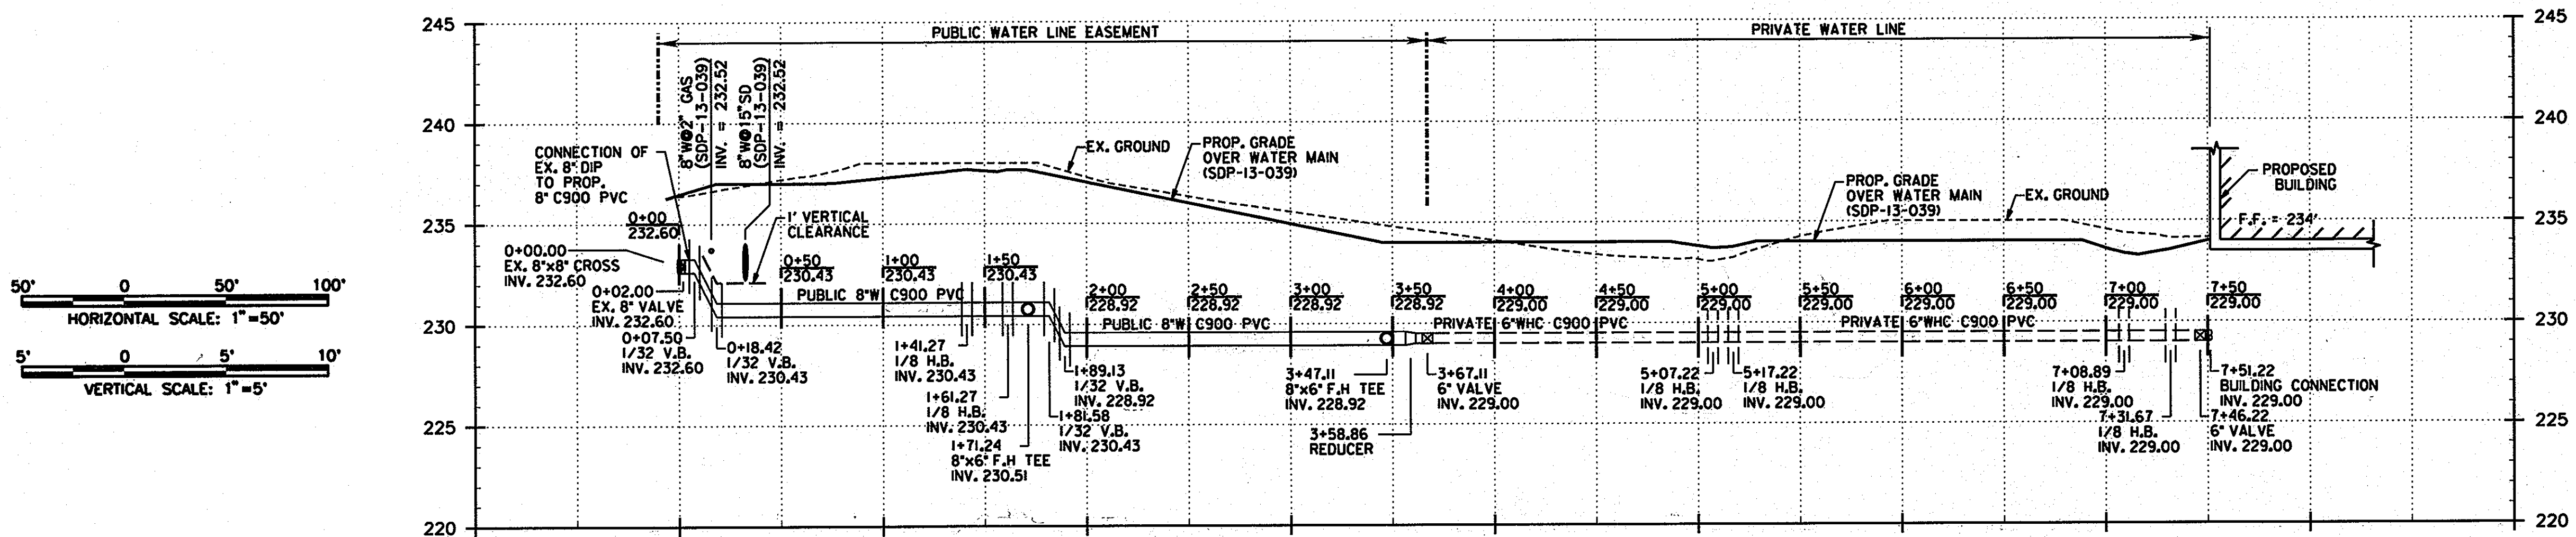 245
PUBLIC WATER LINE EASEMENT
PRIVATE WATER LINE
245
240
240
235
235
230
230
225
225
220
220
50' 0 50' 100'
HORIZONTAL SCALE: 1"=50'
5' 0 5' 10'
VERTICAL SCALE: 1"=5'
CONNECTION OF
EX. 8" DIP
TO PROP.
8" C900 PVC
8"W@2" GAS
(SDP-13-039)
INV. = 232.52
8"W@15"SD
(SDP-13-039)
INV. = 232.52
EX. GROUND
PROP. GRADE
OVER WATER MAIN
(SDP-13-039)
PROP. GRADE
OVER WATER MAIN
(SDP-13-039)
EX. GROUND
PROPOSED
BUILDING
F.F. = 234'
1' VERTICAL
CLEARANCE
0+00
232.60
0+50
230.43
1+00
230.43
1+50
230.43
2+00
228.92
2+50
228.92
3+00
228.92
3+50
228.92
4+00
229.00
4+50
229.00
5+00
229.00
5+50
229.00
6+00
229.00
6+50
229.00
7+00
229.00
7+50
229.00
PUBLIC 8"W C900 PVC
PUBLIC 8"W C900 PVC
PRIVATE 6"WHC C900 PVC
PRIVATE 6"WHC C900 PVC
0+00.00
EX. 8"x8" CROSS
INV. 232.60
0+02.00
EX. 8" VALVE
INV. 232.60
0+07.50
1/32 V.B.
INV. 232.60
0+18.42
1/32 V.B.
INV. 230.43
1+41.27
1/8 H.B.
INV. 230.43
1+61.27
1/8 H.B.
INV. 230.43
1+71.24
8"x6" F.H TEE
INV. 230.51
1+89.13
1/32 V.B.
INV. 228.92
1+81.58
1/32 V.B.
INV. 230.43
3+47.11
8"x6" F.H TEE
INV. 228.92
3+58.86
REDUCER
3+67.11
6" VALVE
INV. 229.00
5+07.22
1/8 H.B.
INV. 229.00
5+17.22
1/8 H.B.
INV. 229.00
7+08.89
1/8 H.B.
INV. 229.00
7+31.67
1/8 H.B.
INV. 229.00
7+51.22
BUILDING CONNECTION
INV. 229.00
7+46.22
6" VALVE
INV. 229.00